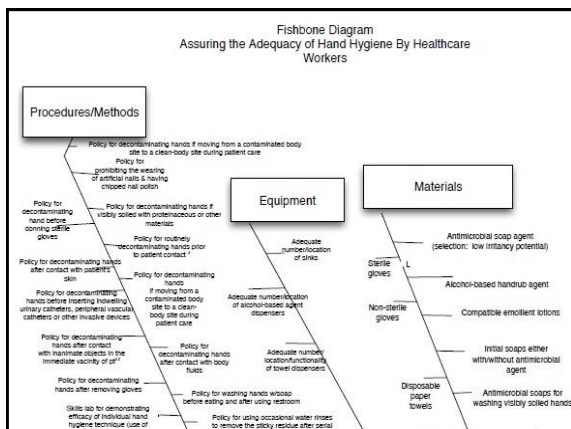 Fishbone Diagram
Assuring the Adequacy of Hand Hygiene By Healthcare
Workers
Procedures/Methods
Policy for decontaminating hands if moving from a contaminated body
site to a clean-body site during patient care
Policy for
prohibiting the wearing
of artificial nails & having
chipped nail polish
Policy for
decontaminating
hand before
donning sterile
gloves
Policy for decontaminating hands if
visibly soiled with proteinaceous or other
materials
Policy for routinely
decontaminating hands prior
to patient contact
Policy for decontaminating hands
after contact with patient's
skin
Policy for decontaminating
hands
if moving from a
contaminated body
site to a clean-
body site during
patient care
Policy for decontaminating
hands before inserting indwelling
urinary catheters, peripheral vascular
catheters or other invasive devices
Policy for decontaminating
hands after contact
with inanimate objects in the
immediate vacinity of pt
Policy for
decontaminating hands
after contact with body
fluids
Policy for decontaminating
hands after removing gloves
Policy for washing hands w/soap
before eating and after using restroom
Skills lab for demonstrating
efficacy of individual hand
hygiene technique (use of
Policy for using occasional water rinses
to remove the sticky residue after serial
Equipment
Adequate
number/location
of sinks
Adequate number/location
of alcohol-based agent
dispensers
Adequate number/
location/functionality
of towel dispensers
Materials
Antimicrobial soap agent
(selection: low irritancy potential)
Sterile
gloves
L
Alcohol-based handrub agent
Non-sterile
gloves
Compatible emollient lotions
Initial soaps either
with/without antimicrobial
agent
Disposable
paper
towels
Antimicrobial soaps for
washing visibly soiled hands